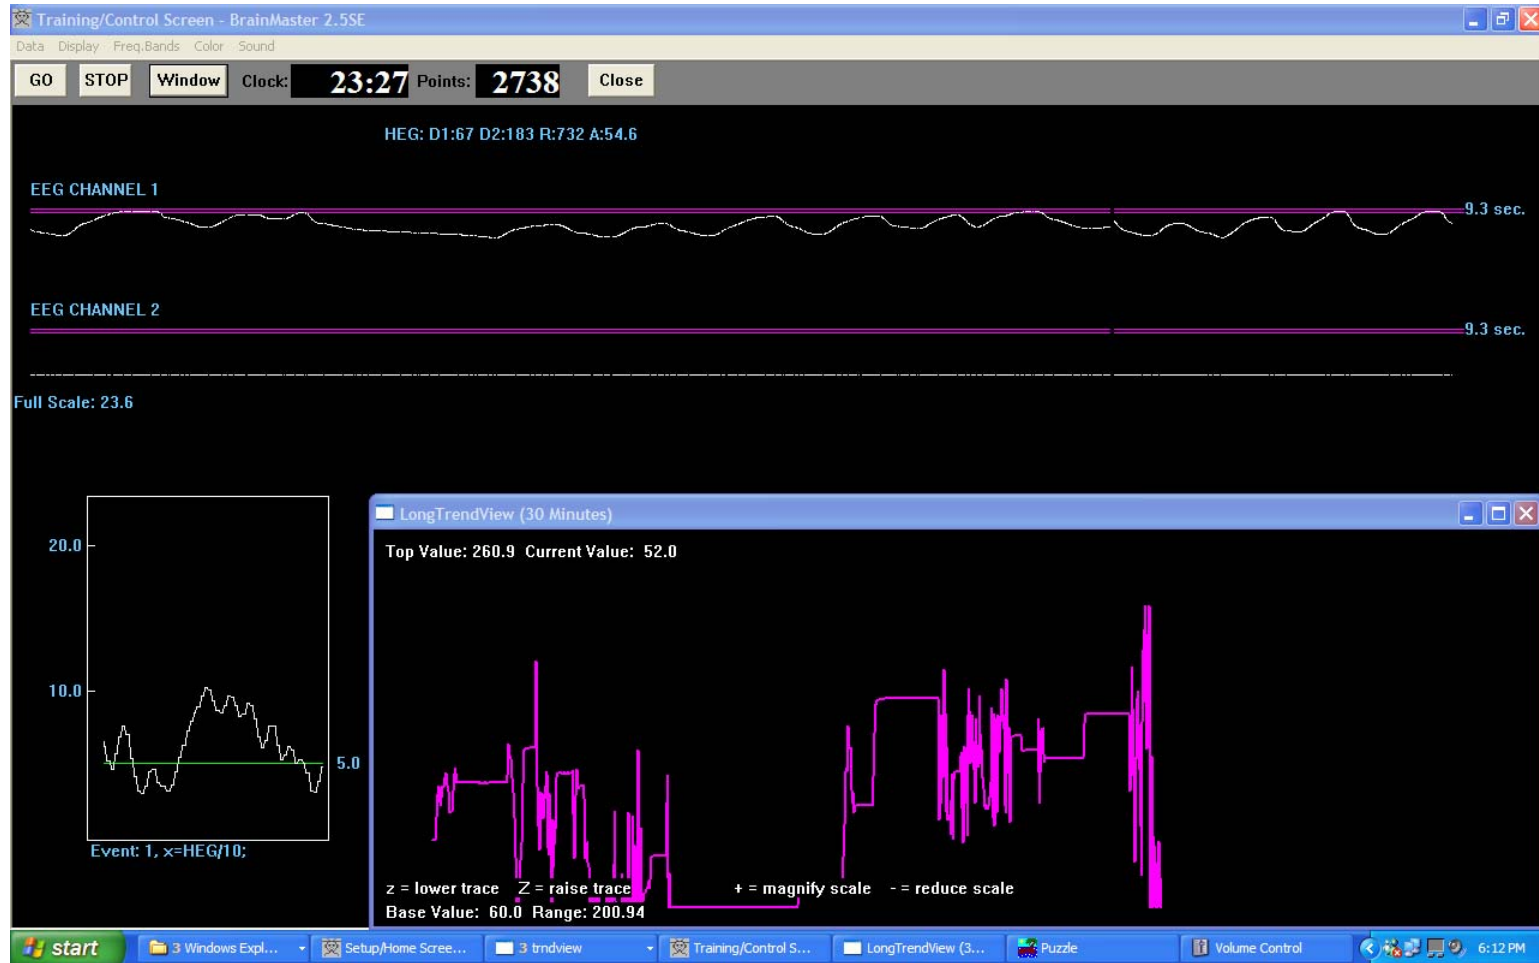 Training/Control Screen - BrainMaster 2.5SE
Data Display Freq.Bands Color Sound
GO STOP Window Clock: 23:27 Points: 2738 Close
HEG: D1:67 D2:183 R:732 A:54.6
EEG CHANNEL 1
9.3 sec.
EEG CHANNEL 2
9.3 sec.
Full Scale: 23.6
20.0
10.0
5.0
Event: 1, x=HEG/10;
LongTrendView (30 Minutes)
Top Value: 260.9 Current Value: 52.0
z = lower trace Z = raise trace + = magnify scale - = reduce scale
Base Value: 60.0 Range: 200.94
start 3 Windows Expl... Setup/Home Scree... 3 trndview Training/Control S... LongTrendView (3... Puzzle Volume Control 6:12 PM